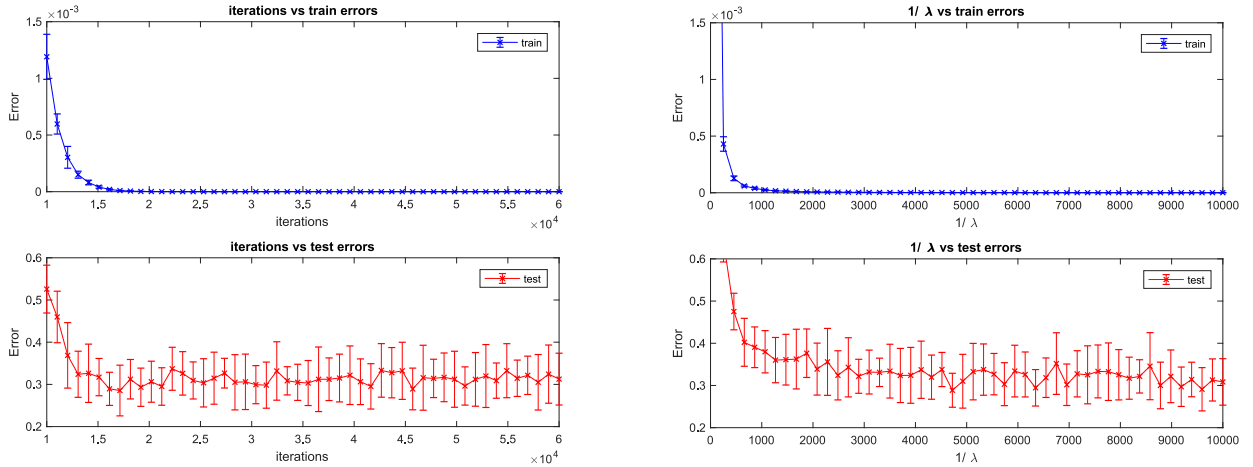 iterations vs train errors
×10⁻³
1.5
1
0.5
0
Error
train
1 1.5 2 2.5 3 3.5 4 4.5 5 5.5 6
iterations
×10⁴
1/ λ vs train errors
×10⁻³
1.5
1
0.5
0
Error
train
0 1000 2000 3000 4000 5000 6000 7000 8000 9000 10000
1/ λ
iterations vs test errors
0.6
0.5
0.4
0.3
0.2
Error
test
1 1.5 2 2.5 3 3.5 4 4.5 5 5.5 6
iterations
×10⁴
1/ λ vs test errors
0.6
0.5
0.4
0.3
0.2
Error
test
0 1000 2000 3000 4000 5000 6000 7000 8000 9000 10000
1/ λ